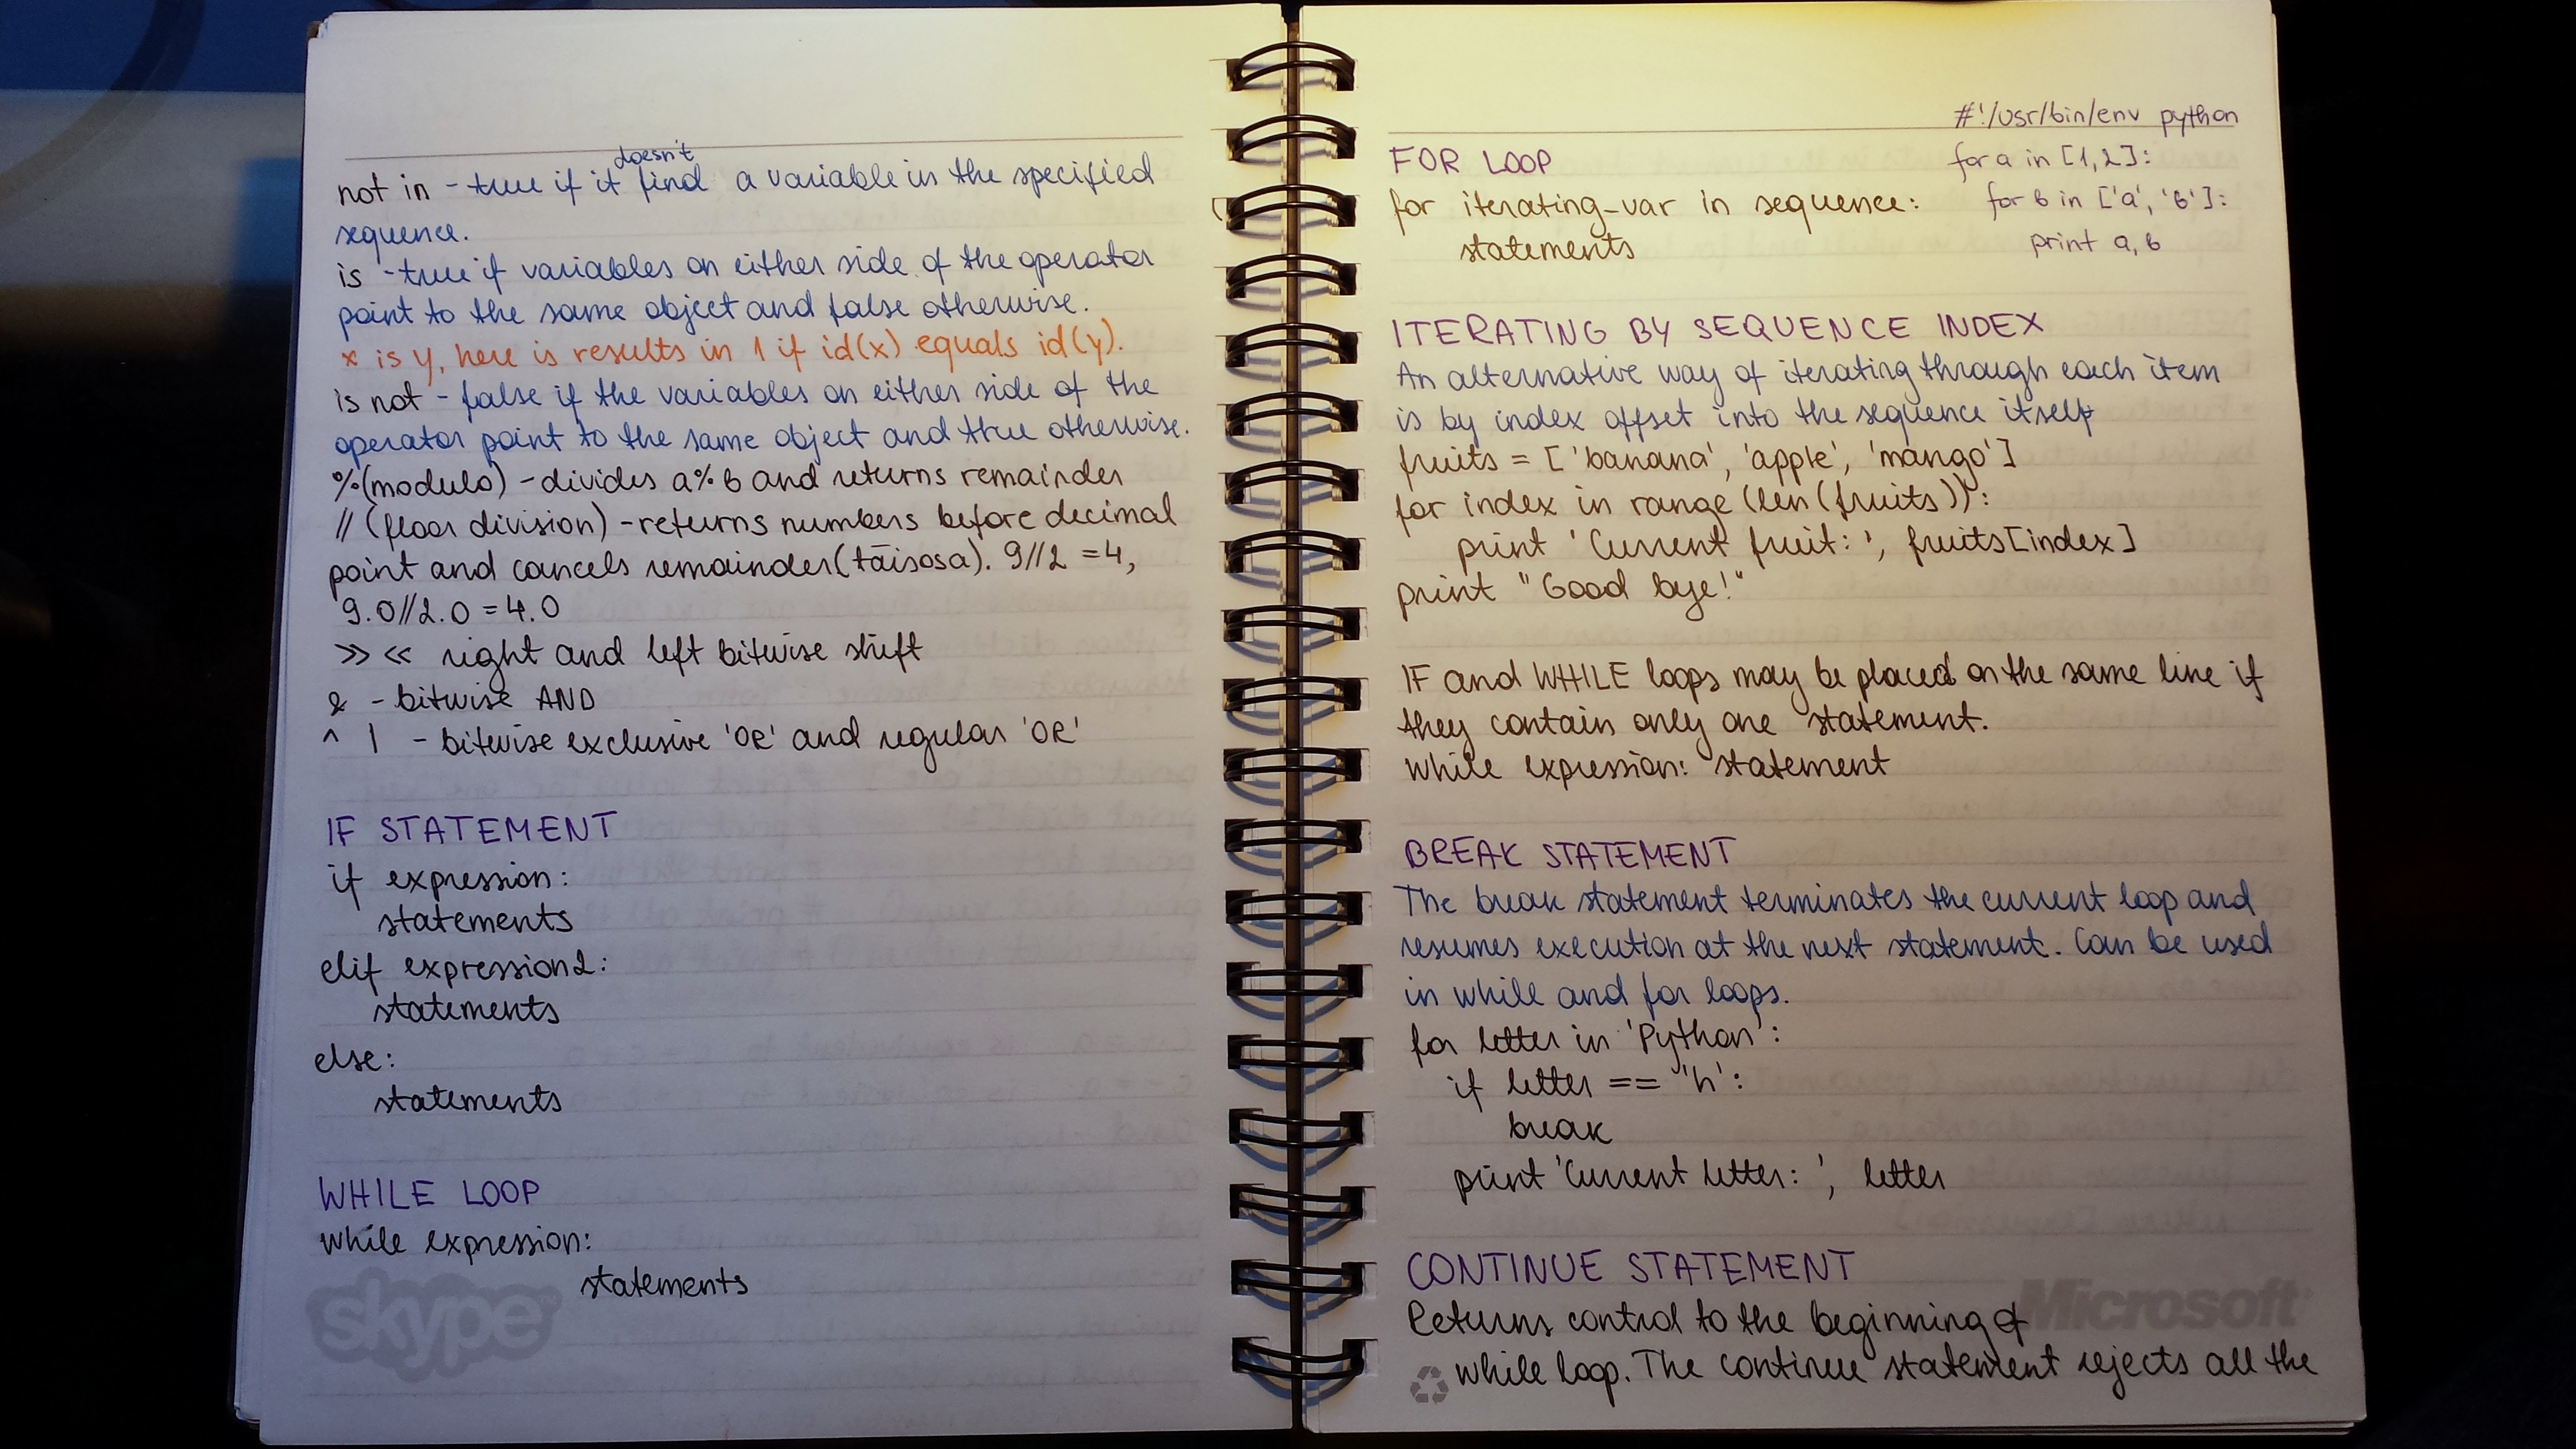 not in - true if it doesn't find a variable in the specified
sequence.
is - true if variables on either side of the operator
point to the same object and false otherwise.
x is y, here is results in 1 if id(x) equals id(y).
is not - false if the variables on either side of the
operator point to the same object and true otherwise.
%(modulo) - divides a%b and returns remainder
// (floor division) - returns numbers before decimal
point and cancels remainder(täisosa). 9//2 = 4,
9.0//2.0 = 4.0
>> << right and left bitwise shift
& - bitwise AND
^ | - bitwise exclusive 'OR' and regular 'OR'
IF STATEMENT
if expression:
statements
elif expression2:
statements
else:
statements
WHILE LOOP
while expression:
statements
skype
#!/usr/bin/env python
for a in [1,2]:
for b in ['a', 'b']:
print a, b
FOR LOOP
for iterating_var in sequence:
statements
ITERATING BY SEQUENCE INDEX
An alternative way of iterating through each item
is by index offset into the sequence itself
fruits = ['banana', 'apple', 'mango']
for index in range (len(fruits)):
print 'Current fruit: ', fruits[index]
print "Good bye!"
IF and WHILE loops may be placed on the same line if
they contain only one statement.
while expression: statement
BREAK STATEMENT
The break statement terminates the current loop and
resumes execution at the next statement. Can be used
in while and for loops.
for letter in 'Python':
if letter == 'h':
break
print 'Current letter: ', letter
CONTINUE STATEMENT
Returns control to the beginning of
while loop. The continue statement rejects all the
Microsoft